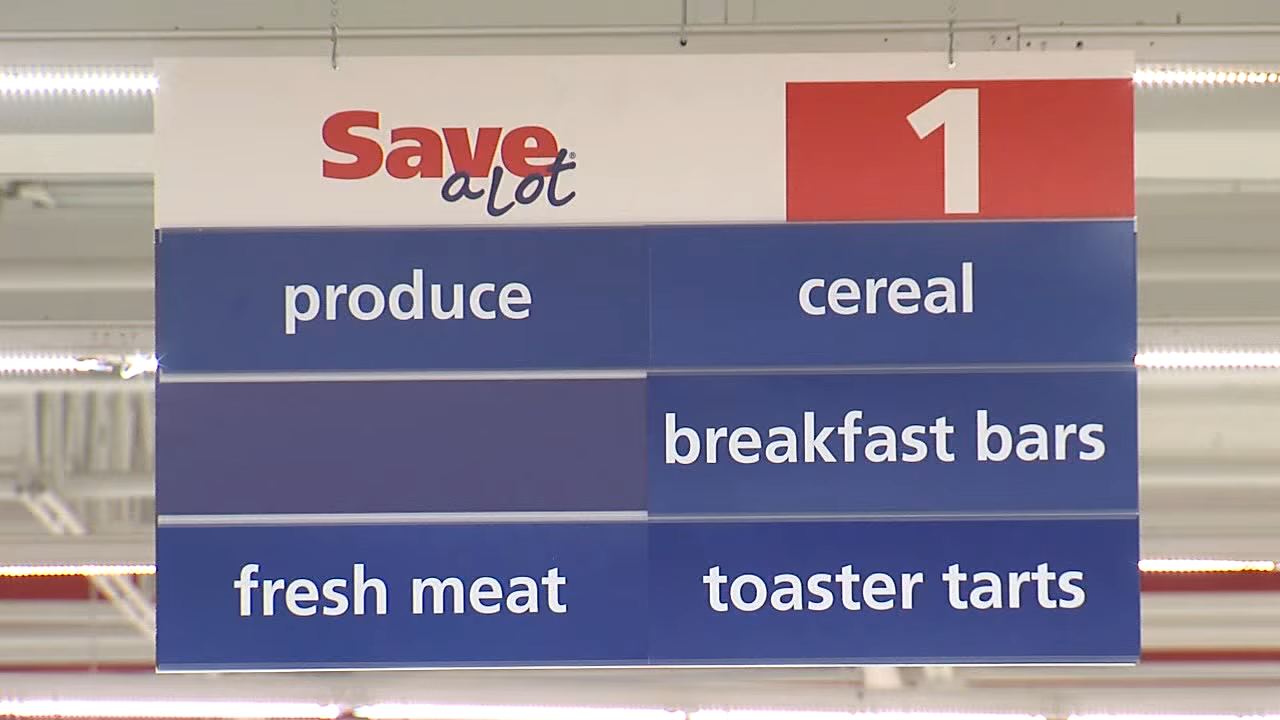 Save
a Lot®
1
produce
cereal
breakfast bars
fresh meat
toaster tarts